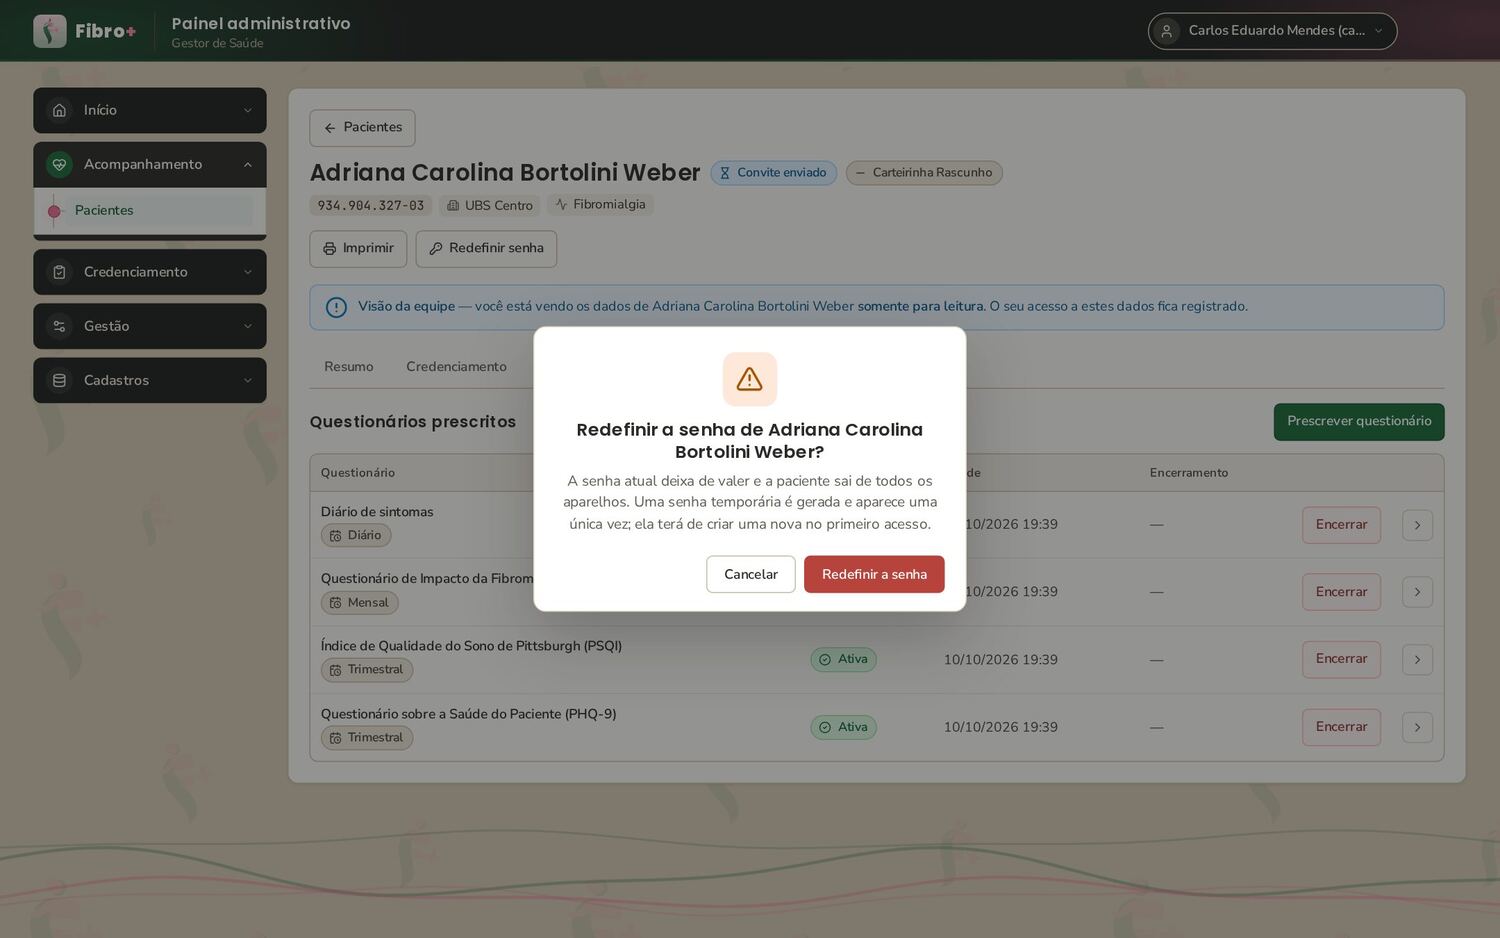 Fibro+
Painel administrativo
Gestor de Saúde
Carlos Eduardo Mendes (ca...
Início
Acompanhamento
Pacientes
Credenciamento
Gestão
Cadastros
Pacientes
Adriana Carolina Bortolini Weber
Convite enviado
Carteirinha Rascunho
934.904.327-03
UBS Centro
Fibromialgia
Imprimir
Redefinir senha
Visão da equipe — você está vendo os dados de Adriana Carolina Bortolini Weber somente para leitura. O seu acesso a estes dados fica registrado.
Resumo
Credenciamento
Questionários prescritos
Prescrever questionário
Redefinir a senha de Adriana Carolina
Bortolini Weber?
A senha atual deixa de valer e a paciente sai de todos os
aparelhos. Uma senha temporária é gerada e aparece uma
única vez; ela terá de criar uma nova no primeiro acesso.
Cancelar
Redefinir a senha
Questionário
de
Encerramento
Diário de sintomas
Diário
10/2026 19:39
—
Encerrar
Questionário de Impacto da Fibrom
Mensal
10/2026 19:39
—
Encerrar
Índice de Qualidade do Sono de Pittsburgh (PSQI)
Trimestral
Ativa
10/10/2026 19:39
—
Encerrar
Questionário sobre a Saúde do Paciente (PHQ-9)
Trimestral
Ativa
10/10/2026 19:39
—
Encerrar